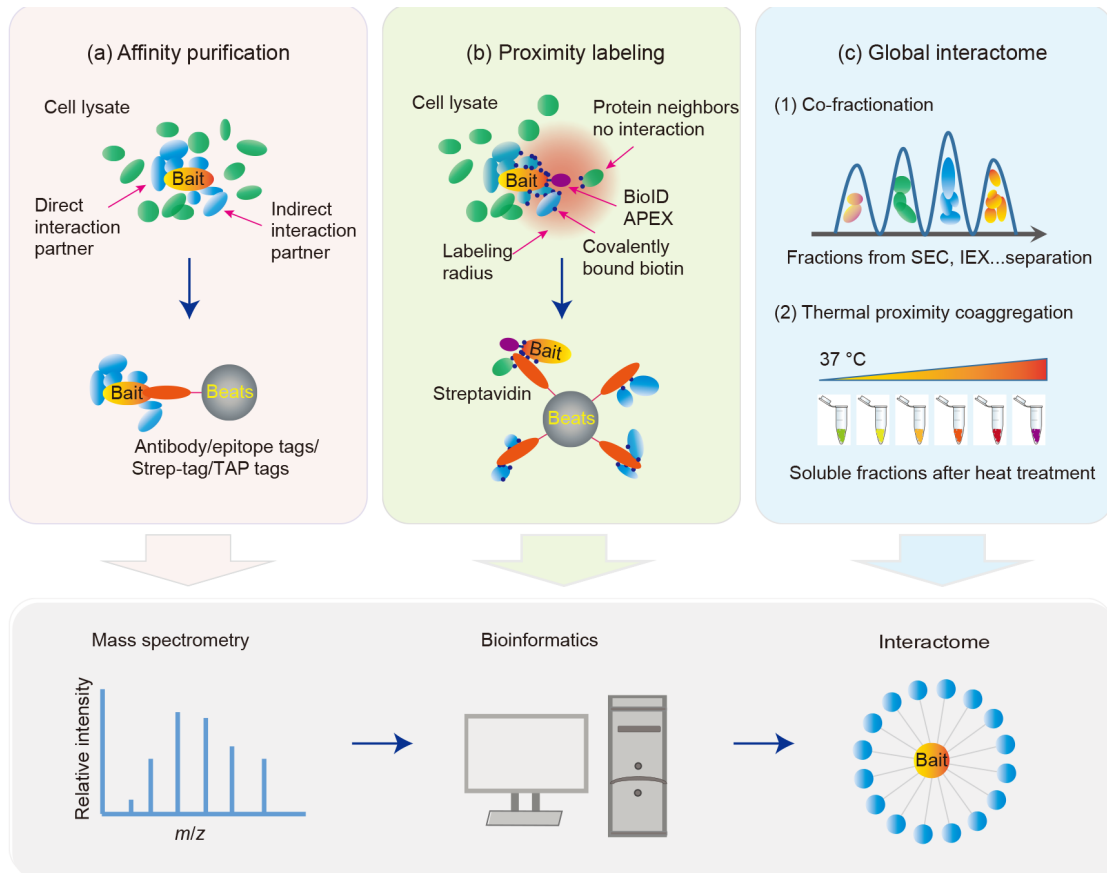 (a) Affinity purification
Cell lysate
Bait
Direct
interaction
partner
Indirect
interaction
partner
Bait
Beats
Antibody/epitope tags/
Strep-tag/TAP tags
(b) Proximity labeling
Cell lysate
Protein neighbors
no interaction
Bait
BioID
APEX
Labeling
radius
Covalently
bound biotin
Bait
Streptavidin
Beats
(c) Global interactome
(1) Co-fractionation
Fractions from SEC, IEX...separation
(2) Thermal proximity coaggregation
37 °C
Soluble fractions after heat treatment
Mass spectrometry
Relative intensity
m/z
Bioinformatics
Interactome
Bait